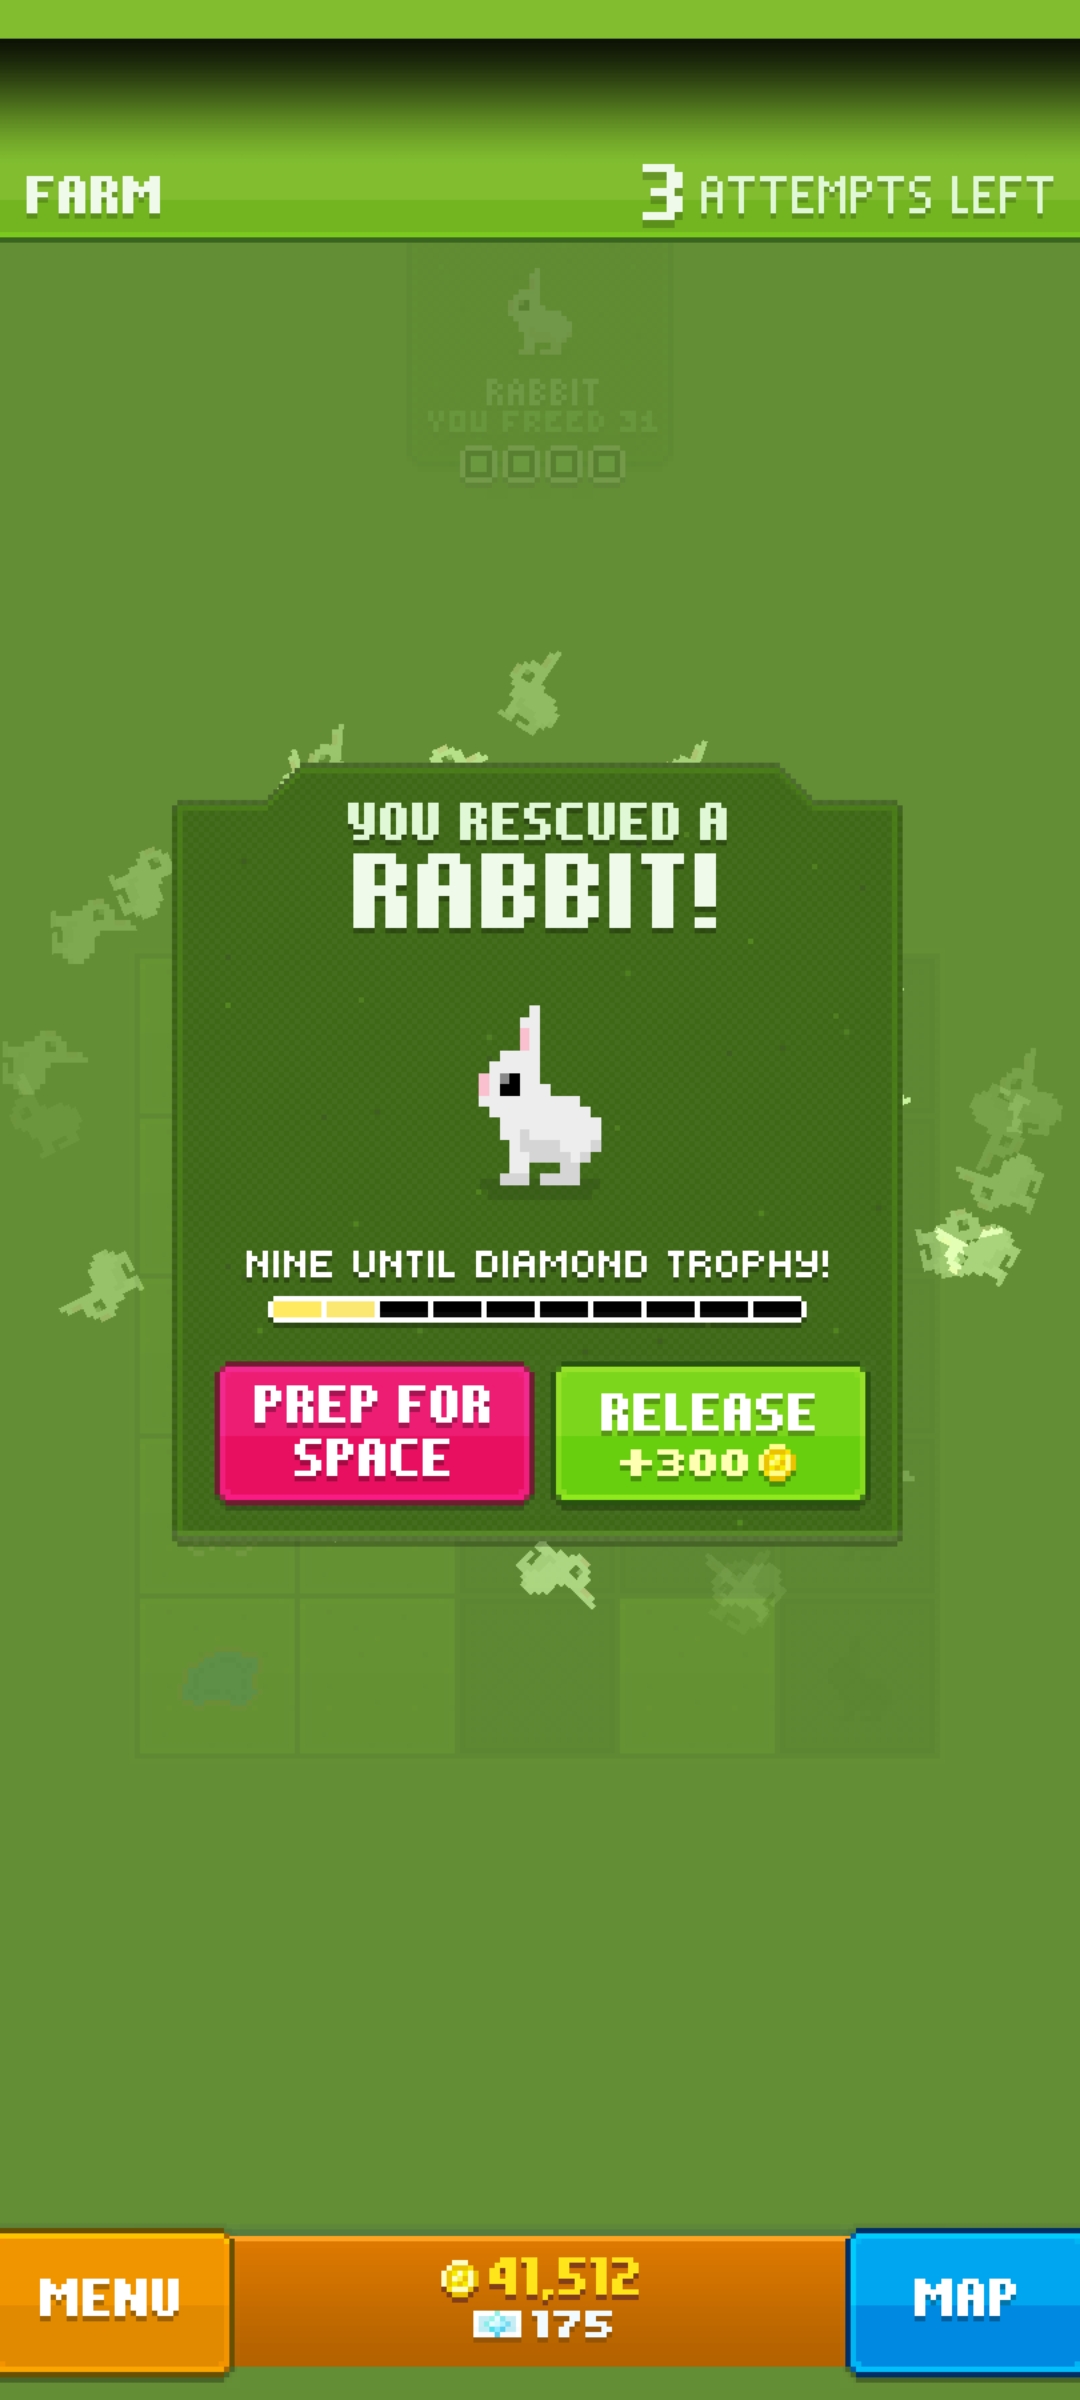 FARM
3 ATTEMPTS LEFT
RABBIT
YOU FREED 31
YOU RESCUED A
RABBIT!
NINE UNTIL DIAMOND TROPHY!
PREP FOR
SPACE
RELEASE
+300
MENU
41,512
175
MAP